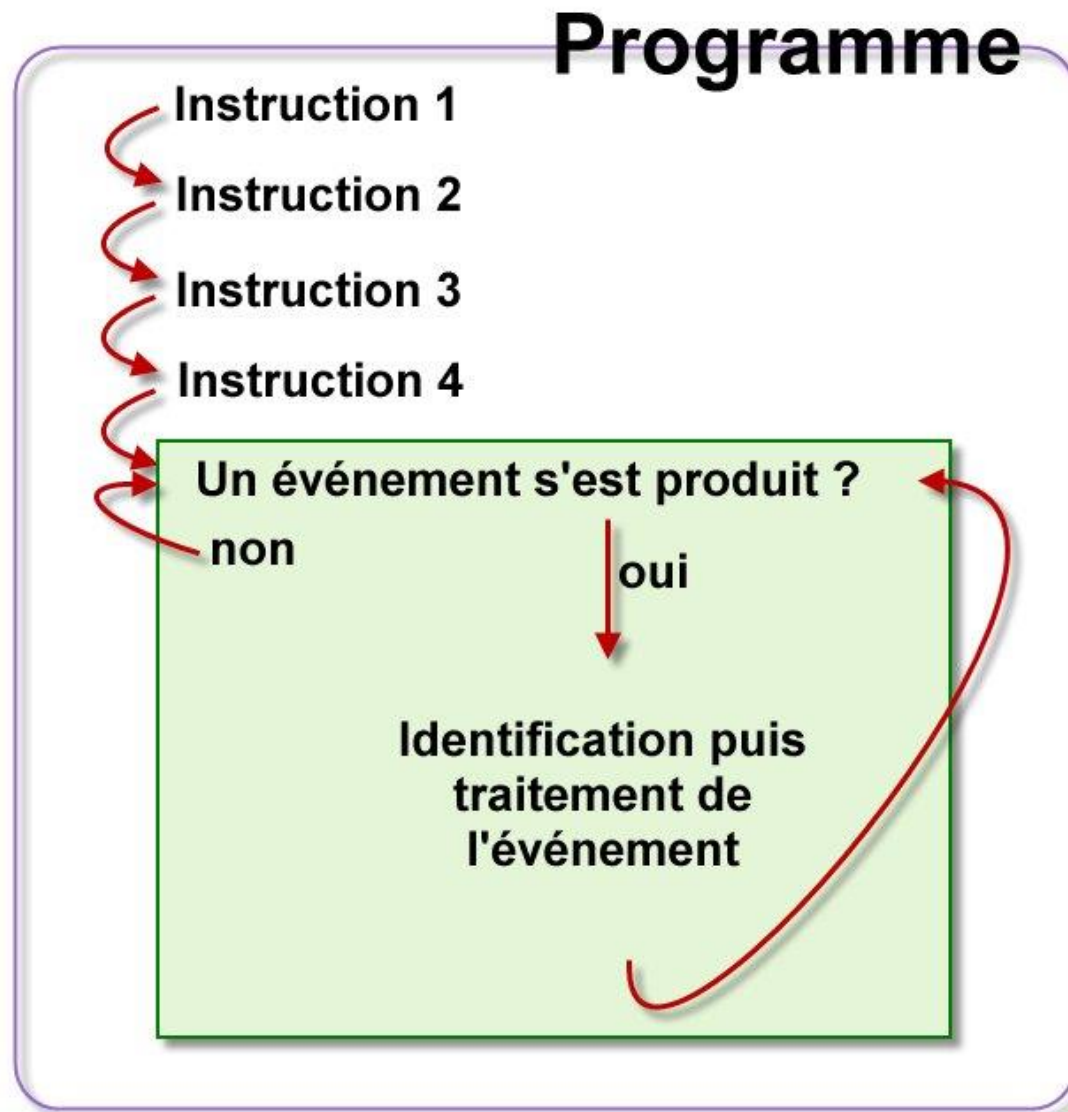 Programme
Instruction 1
Instruction 2
Instruction 3
Instruction 4
Un événement s'est produit ?
non
oui
Identification puis
traitement de
l'événement